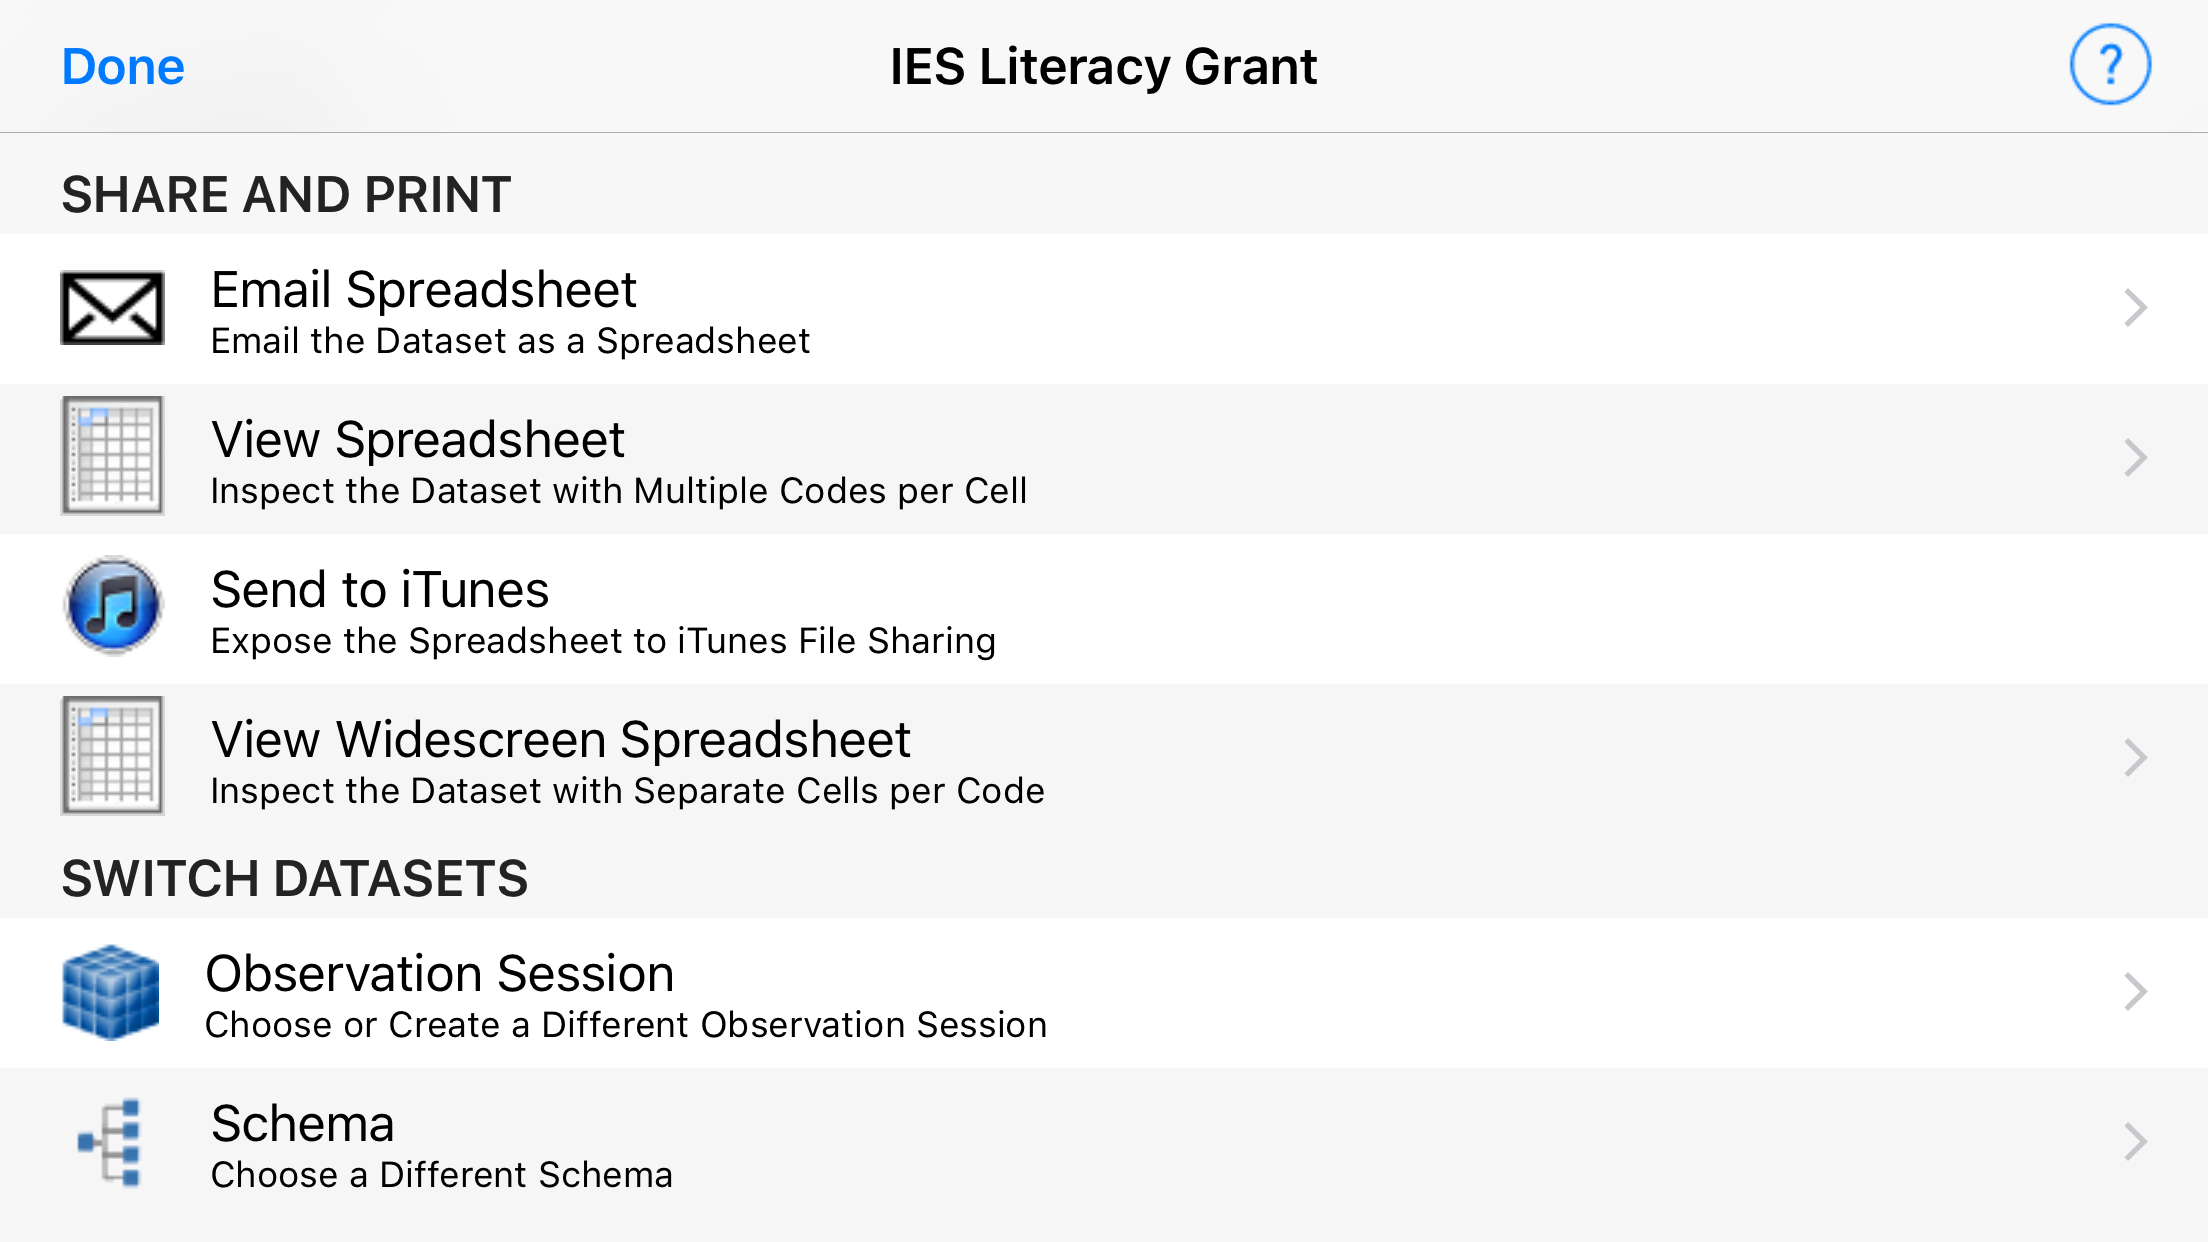 Done
IES Literacy Grant
?
SHARE AND PRINT
Email Spreadsheet
Email the Dataset as a Spreadsheet
View Spreadsheet
Inspect the Dataset with Multiple Codes per Cell
Send to iTunes
Expose the Spreadsheet to iTunes File Sharing
View Widescreen Spreadsheet
Inspect the Dataset with Separate Cells per Code
SWITCH DATASETS
Observation Session
Choose or Create a Different Observation Session
Schema
Choose a Different Schema